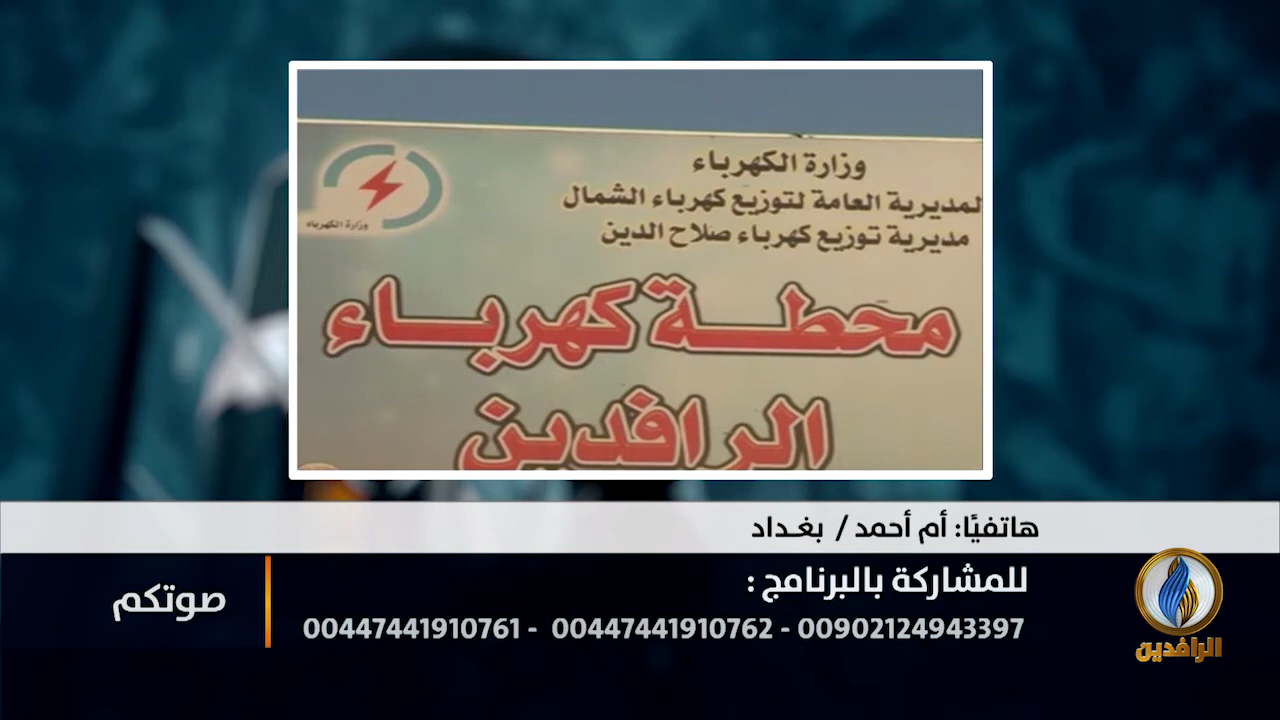 وزارة الكهرباء
لمديرية العامة لتوزيع كهرباء الشمال
مديرية توزيع كهرباء صلاح الدين
وزارة الكهرباء
محطة كهرباء
الرافدين
هاتفيًا: أم أحمد / بغداد
للمشاركة بالبرنامج :
00447441910761 - 00447441910762 - 00902124943397
صوتكم
الرافدين